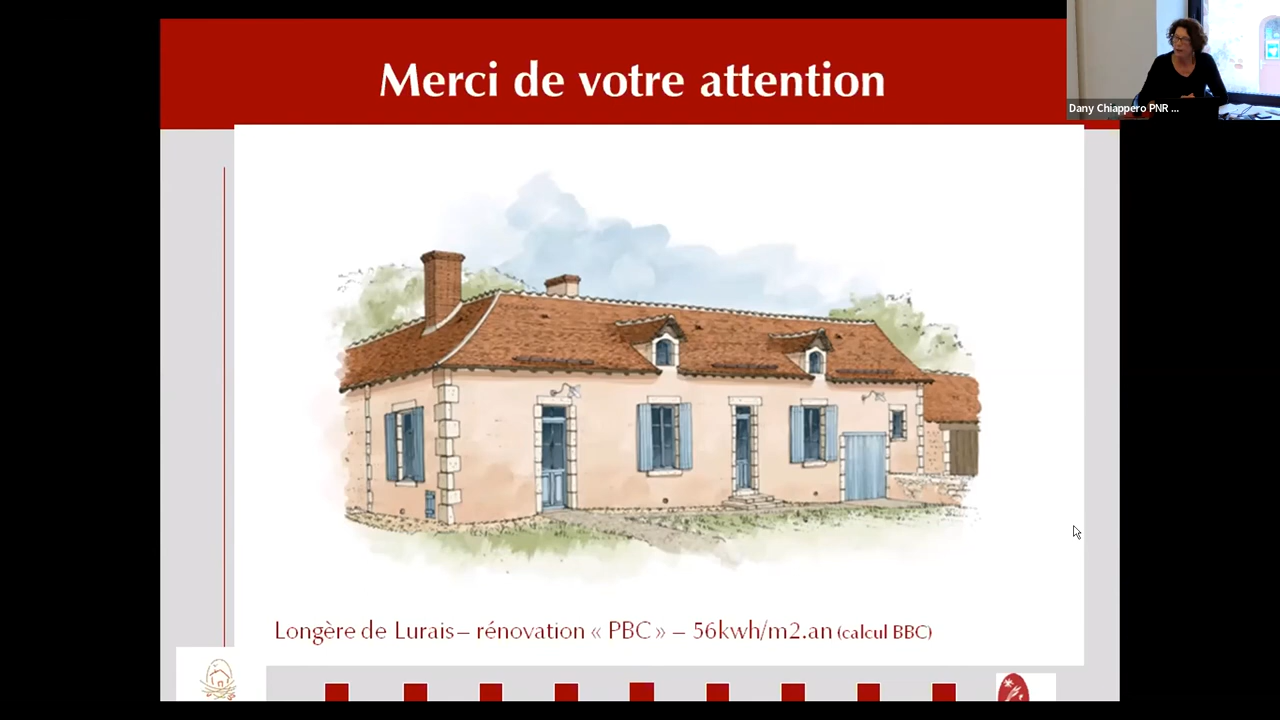 Merci de votre attention
Dany Chiappero PNR ...
Longère de Lurais – rénovation « PBC » – 56kwh/m2.an (calcul BBC)